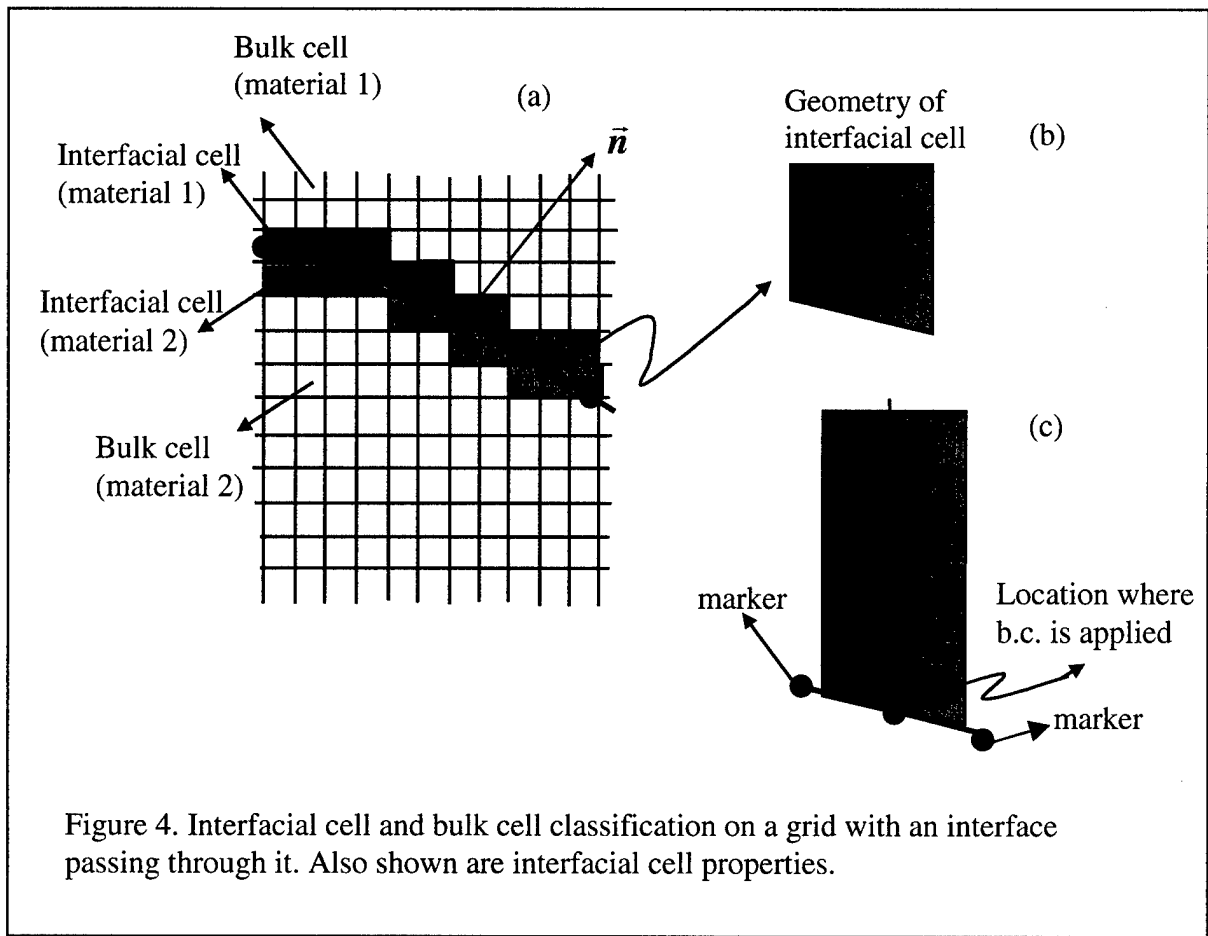 Bulk cell
(material 1)
(a)
Interfacial cell
(material 1)
n⃗
Interfacial cell
(material 2)
Bulk cell
(material 2)
Geometry of
interfacial cell
(b)
(c)
marker
Location where
b.c. is applied
marker
Figure 4. Interfacial cell and bulk cell classification on a grid with an interface
passing through it. Also shown are interfacial cell properties.